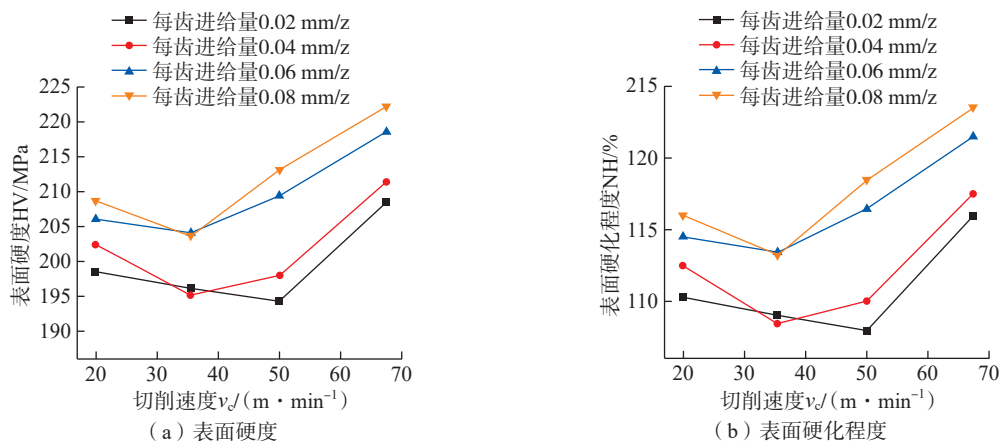 每齿进给量0.02 mm/z
每齿进给量0.04 mm/z
每齿进给量0.06 mm/z
每齿进给量0.08 mm/z
225
220
215
210
205
200
195
190
表面硬度HV/MPa
20 30 40 50 60 70
切削速度vc/(m·min⁻¹)
(a)表面硬度
每齿进给量0.02 mm/z
每齿进给量0.04 mm/z
每齿进给量0.06 mm/z
每齿进给量0.08 mm/z
215
120
115
110
表面硬化程度NH/%
20 30 40 50 60 70
切削速度vc/(m·min⁻¹)
(b)表面硬化程度